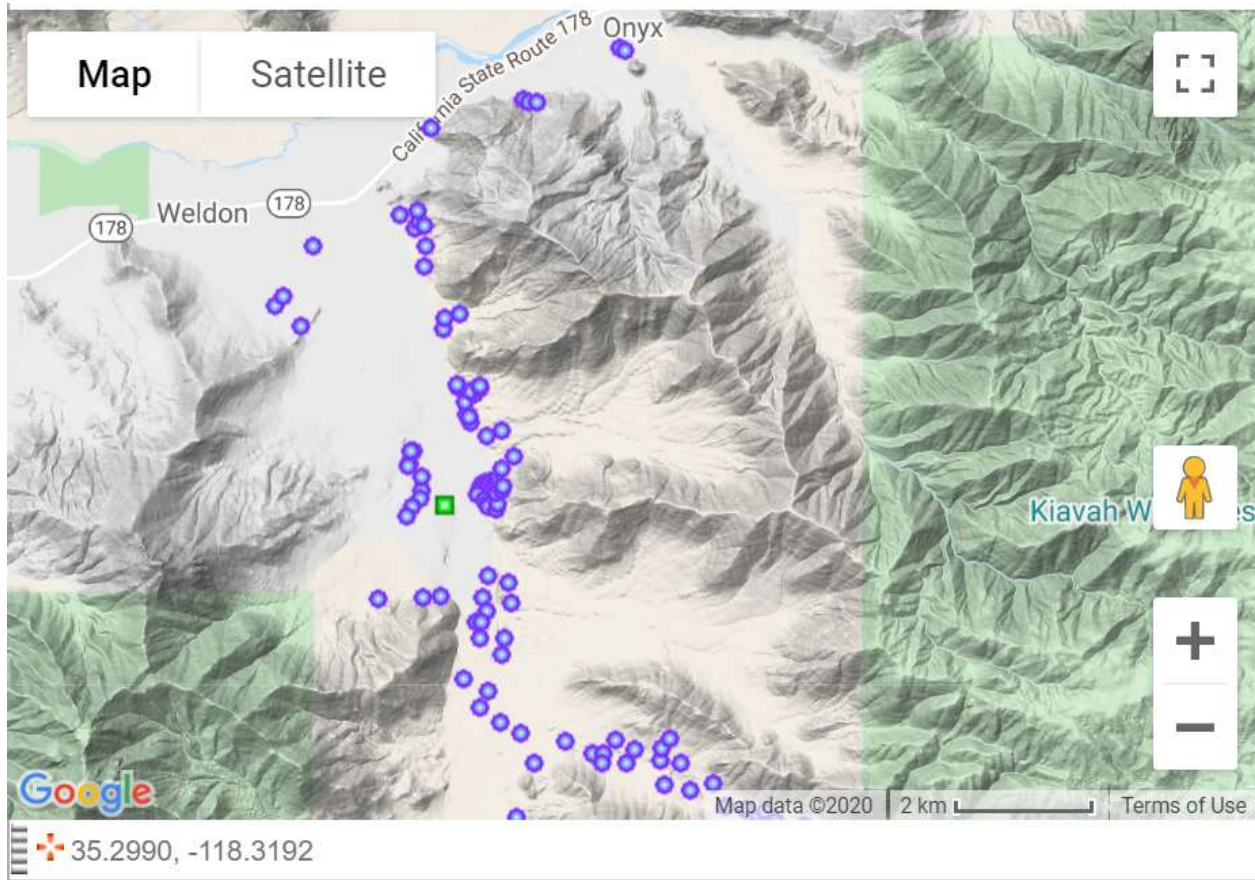 Onyx
Map
Satellite
California State Route 178
Weldon
178
178
Kiavah W
es
Google
Map data ©2020
2 km
Terms of Use
35.2990, -118.3192